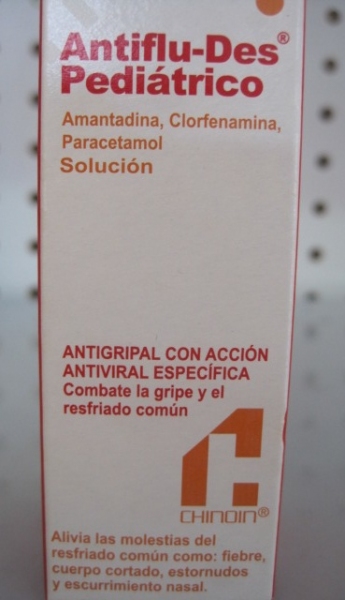 Antiflu-Des®
Pediátrico
Amantadina, Clorfenamina,
Paracetamol
Solución
ANTIGRIPAL CON ACCIÓN
ANTIVIRAL ESPECÍFICA
Combate la gripe y el
resfriado común
CHINOIN®
Alivia las molestias del
resfriado común como: fiebre,
cuerpo cortado, estornudos
y escurrimiento nasal.